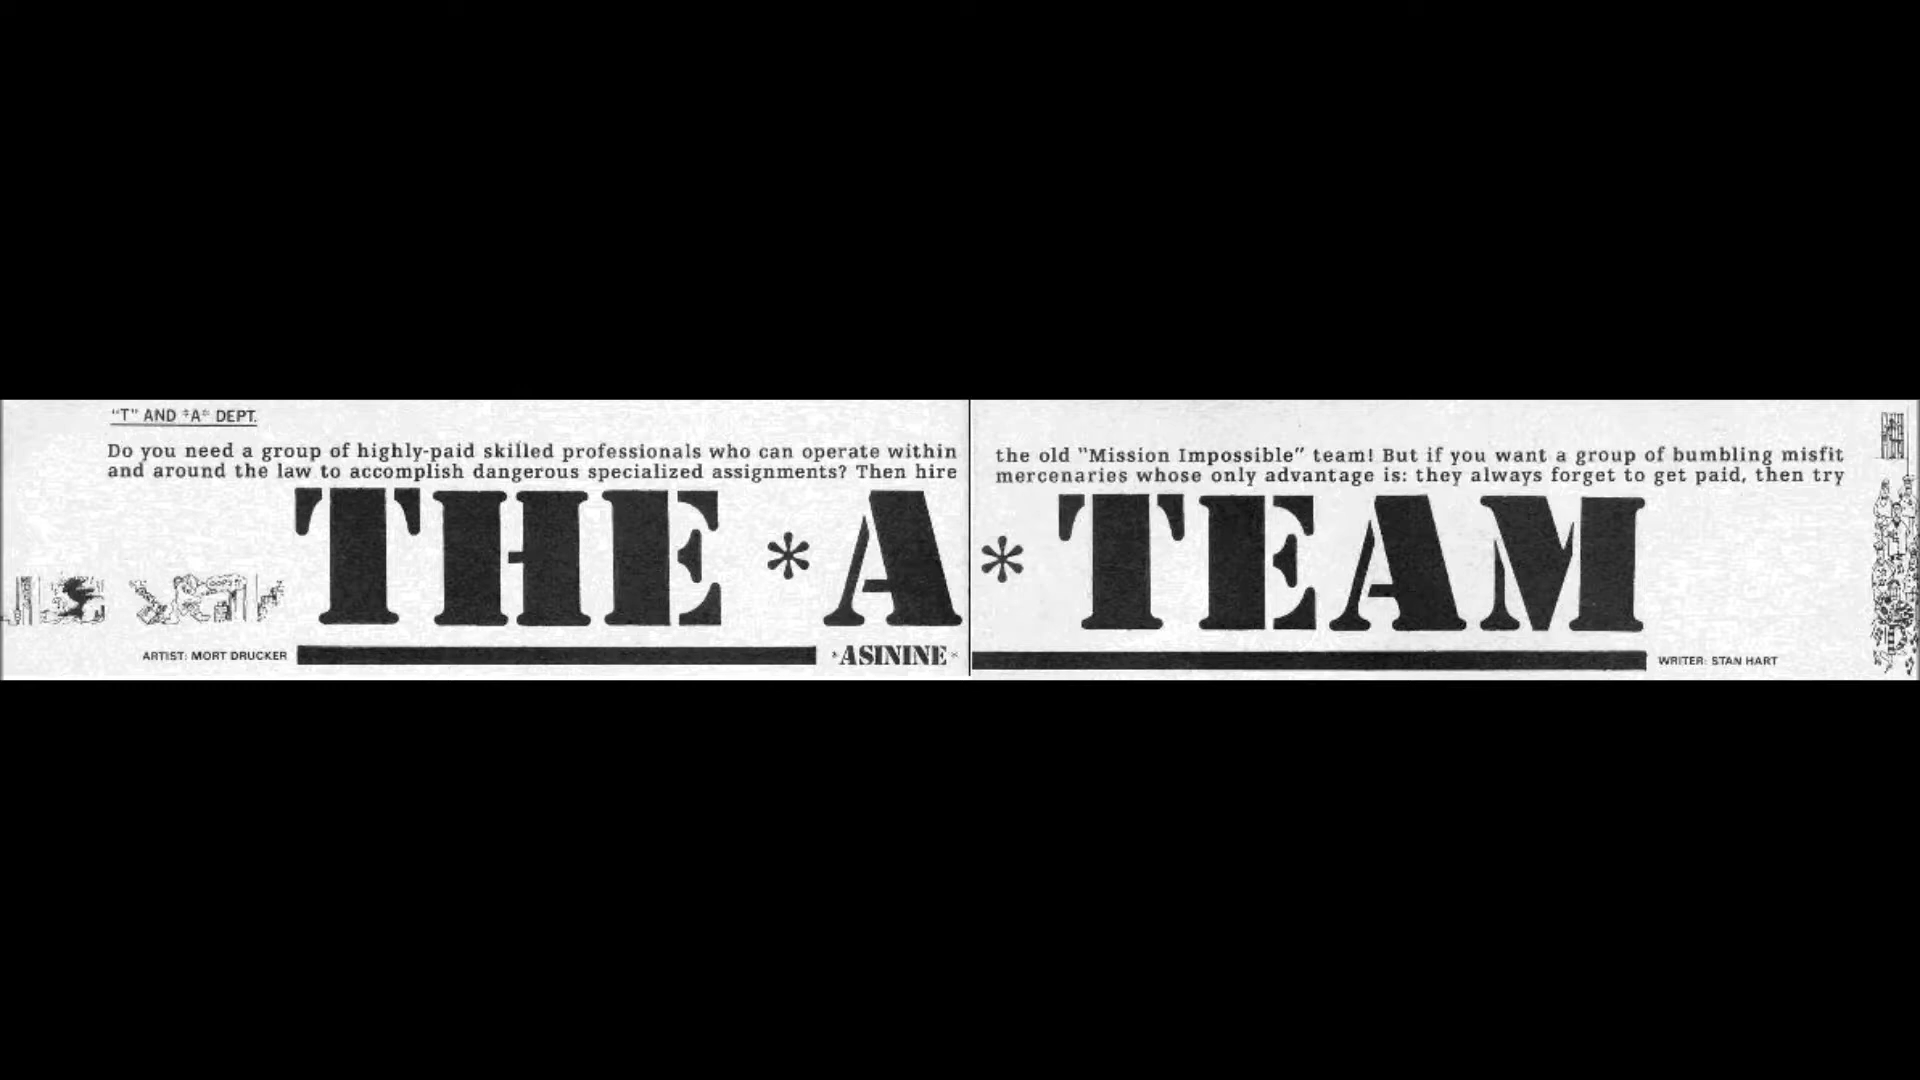 "T" AND *A* DEPT.
Do you need a group of highly-paid skilled professionals who can operate within
and around the law to accomplish dangerous specialized assignments? Then hire
the old "Mission Impossible" team! But if you want a group of bumbling misfit
mercenaries whose only advantage is: they always forget to get paid, then try
THE *A* TEAM
ARTIST: MORT DRUCKER
*ASININE*
WRITER: STAN HART